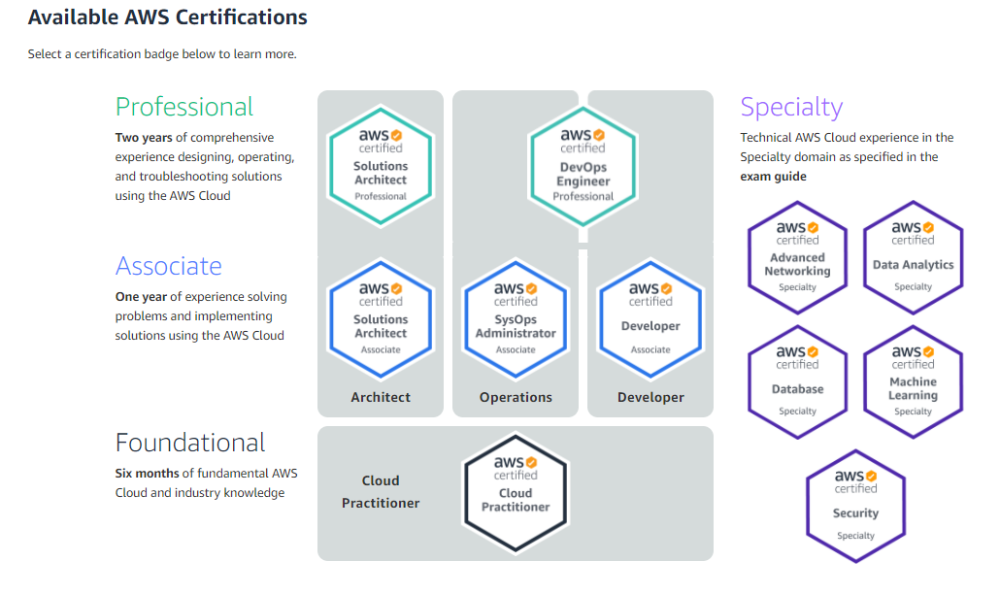 Available AWS Certifications
Select a certification badge below to learn more.
Professional
Two years of comprehensive
experience designing, operating,
and troubleshooting solutions
using the AWS Cloud
aws
certified
Solutions
Architect
Professional
aws
certified
DevOps
Engineer
Professional
Associate
One year of experience solving
problems and implementing
solutions using the AWS Cloud
aws
certified
Solutions
Architect
Associate
Architect
aws
certified
SysOps
Administrator
Associate
Operations
aws
certified
Developer
Associate
Developer
Foundational
Six months of fundamental AWS
Cloud and industry knowledge
Cloud
Practitioner
aws
certified
Cloud
Practitioner
Specialty
Technical AWS Cloud experience in the
Specialty domain as specified in the
exam guide
aws
certified
Advanced
Networking
Specialty
aws
certified
Data Analytics
Specialty
aws
certified
Database
Specialty
aws
certified
Machine
Learning
Specialty
aws
certified
Security
Specialty